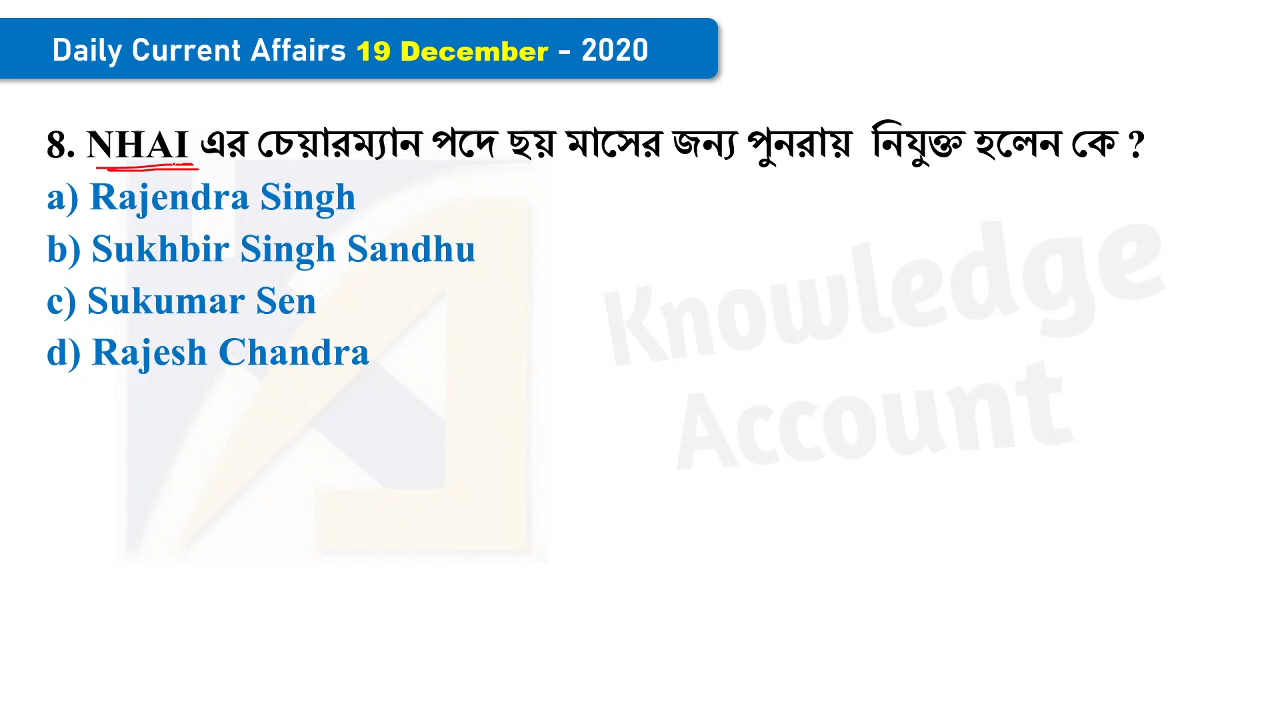 Daily Current Affairs 19 December - 2020
8. NHAI এর চেয়ারম্যান পদে ছয় মাসের জন্য পুনরায় নিযুক্ত হলেন কে ?
a) Rajendra Singh
b) Sukhbir Singh Sandhu
c) Sukumar Sen
d) Rajesh Chandra
Knowledge
Account